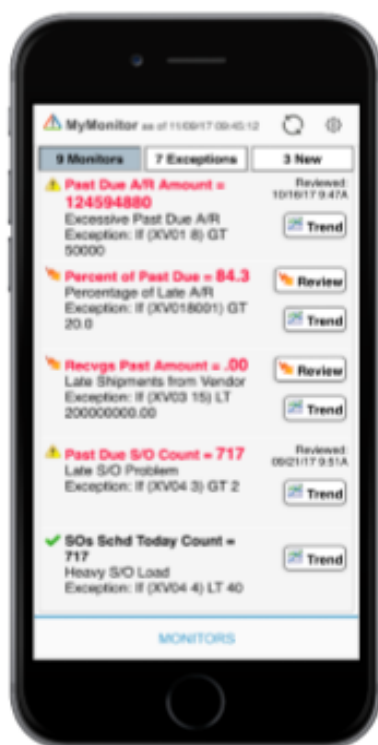 MyMonitor as of 11/09/17 09:45:12
9 Monitors 7 Exceptions 3 New
Past Due A/R Amount =
124594880
Excessive Past Due A/R
Exception: If (XV01 8) GT
50000
Reviewed:
10/16/17 9:47A
Trend
Percent of Past Due = 84.3
Percentage of Late A/R
Exception: If (XV018001) GT
20.0
Review
Trend
Recvgs Past Amount = .00
Late Shipments from Vendor
Exception: If (XV03 15) LT
200000000.00
Review
Trend
Past Due S/O Count = 717
Late S/O Problem
Exception: If (XV04 3) GT 2
Reviewed:
09/21/17 9:51A
Trend
SOs Schd Today Count =
717
Heavy S/O Load
Exception: If (XV04 4) LT 40
Trend
MONITORS